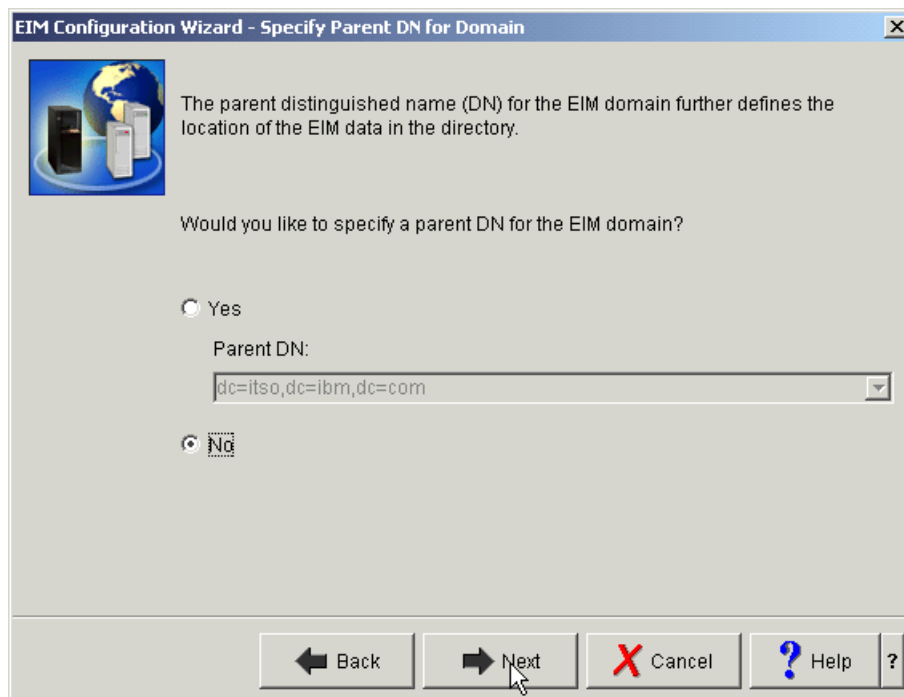 EIM Configuration Wizard - Specify Parent DN for Domain
The parent distinguished name (DN) for the EIM domain further defines the
location of the EIM data in the directory.
Would you like to specify a parent DN for the EIM domain?
Yes
Parent DN:
dc=itso,dc=ibm,dc=com
No
Back
Next
Cancel
? Help
?